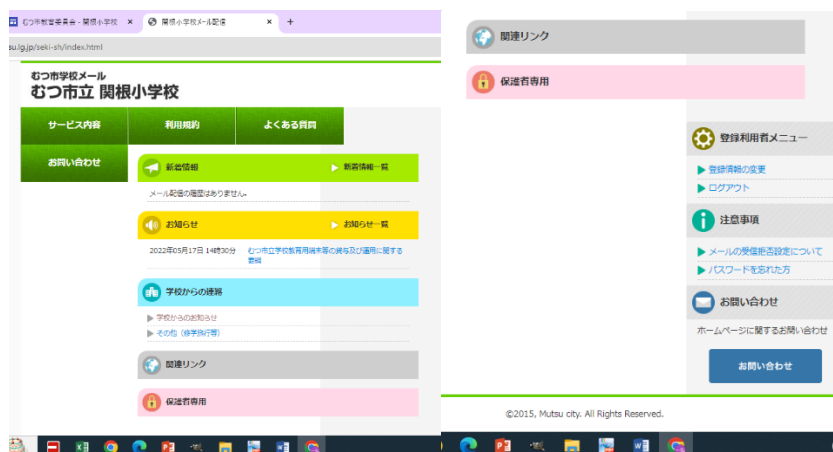 むつ市教育委員会 - 関根小学校
関根小学校メール配信
su.lg.jp/seki-sh/index.html
むつ市学校メール
むつ市立 関根小学校
サービス内容
利用規約
よくある質問
お問い合わせ
新着情報
新着情報一覧
メール配信の履歴はありません。
お知らせ
お知らせ一覧
2022年05月17日 14時30分
むつ市立学校教育用端末等の貸与及び運用に関する
要綱
学校からの連絡
学校からのお知らせ
その他（修学旅行等）
関連リンク
保護者専用
関連リンク
保護者専用
登録利用者メニュー
登録情報の変更
ログアウト
注意事項
メールの受信拒否設定について
パスワードを忘れた方
お問い合わせ
ホームページに関するお問い合わせ
お問い合わせ
©2015, Mutsu city. All Rights Reserved.